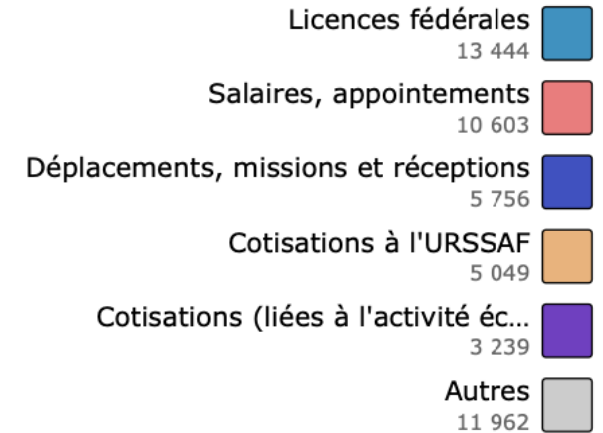 Licences fédérales
13 444
Salaires, appointements
10 603
Déplacements, missions et réceptions
5 756
Cotisations à l'URSSAF
5 049
Cotisations (liées à l'activité éc...
3 239
Autres
11 962